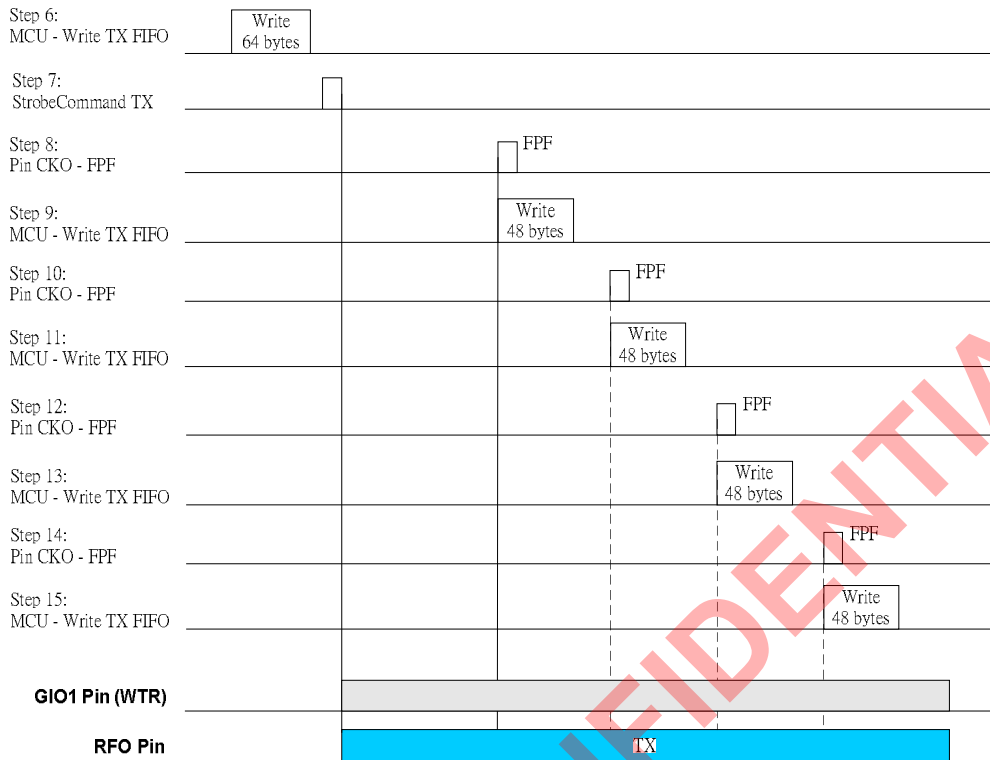 Step 6:
MCU - Write TX FIFO
Write
64 bytes
Step 7:
StrobeCommand TX
Step 8:
Pin CKO - FPF
FPF
Step 9:
MCU - Write TX FIFO
Write
48 bytes
Step 10:
Pin CKO - FPF
FPF
Step 11:
MCU - Write TX FIFO
Write
48 bytes
Step 12:
Pin CKO - FPF
FPF
Step 13:
MCU - Write TX FIFO
Write
48 bytes
Step 14:
Pin CKO - FPF
FPF
Step 15:
MCU - Write TX FIFO
Write
48 bytes
GIO1 Pin (WTR)
RFO Pin
TX